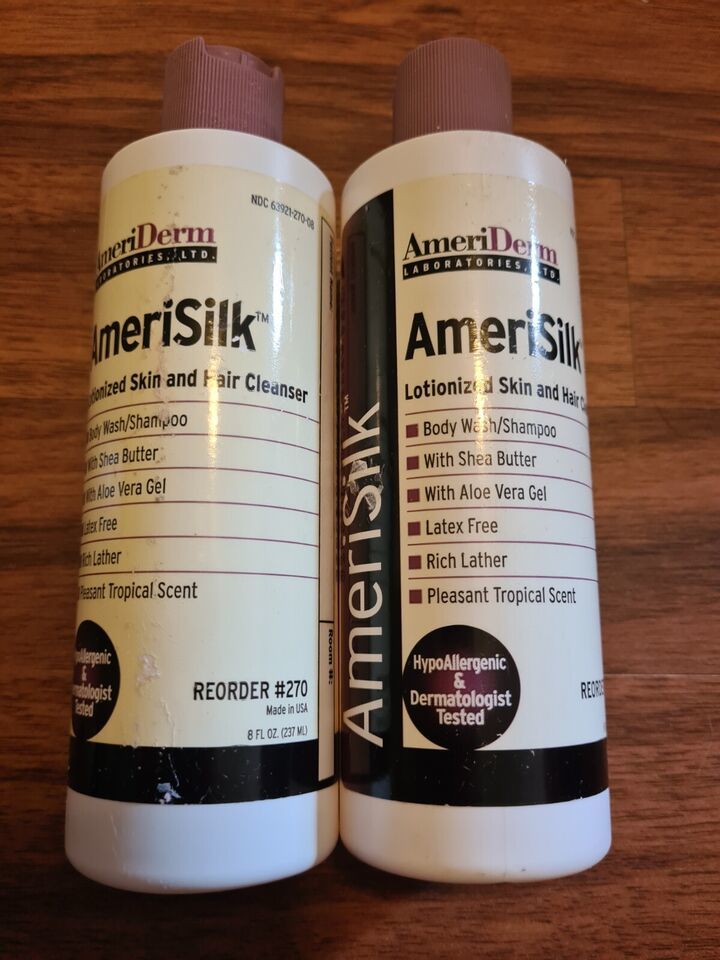 NDC 63921-270-08
AmeriDerm
LABORATORIES, LTD.
AmeriSilk™
Lotionized Skin and Hair Cleanser
Body Wash/Shampoo
With Shea Butter
With Aloe Vera Gel
Latex Free
Rich Lather
Pleasant Tropical Scent
HypoAllergenic
&
Dermatologist
Tested
REORDER #270
Made in USA
8 FL OZ. (237 ML)
Room #:
AmeriSilk™
AmeriDerm
LABORATORIES, LTD.
AmeriSilk
Lotionized Skin and Hair
Body Wash/Shampoo
With Shea Butter
With Aloe Vera Gel
Latex Free
Rich Lather
Pleasant Tropical Scent
HypoAllergenic
&
Dermatologist
Tested